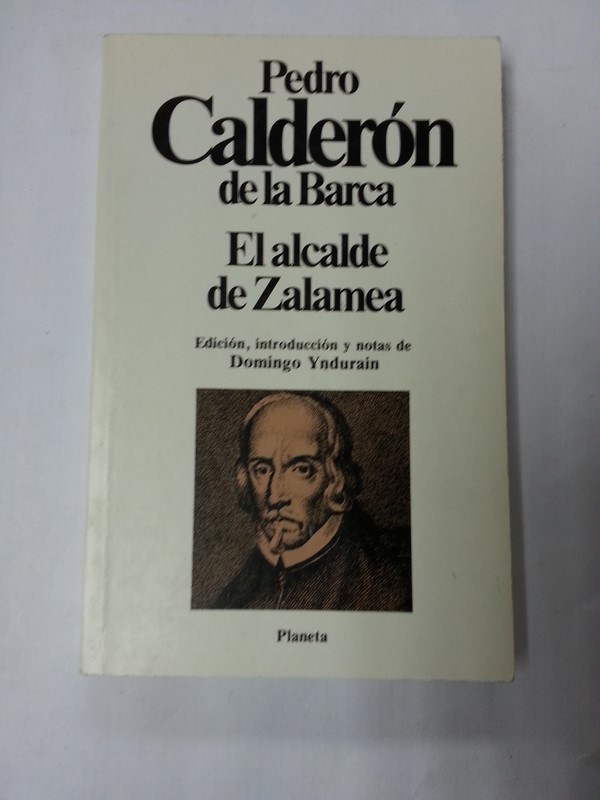 Pedro
Calderón
de la Barca
El alcalde
de Zalamea
Edición, introducción y notas de
Domingo Yndurain
Planeta